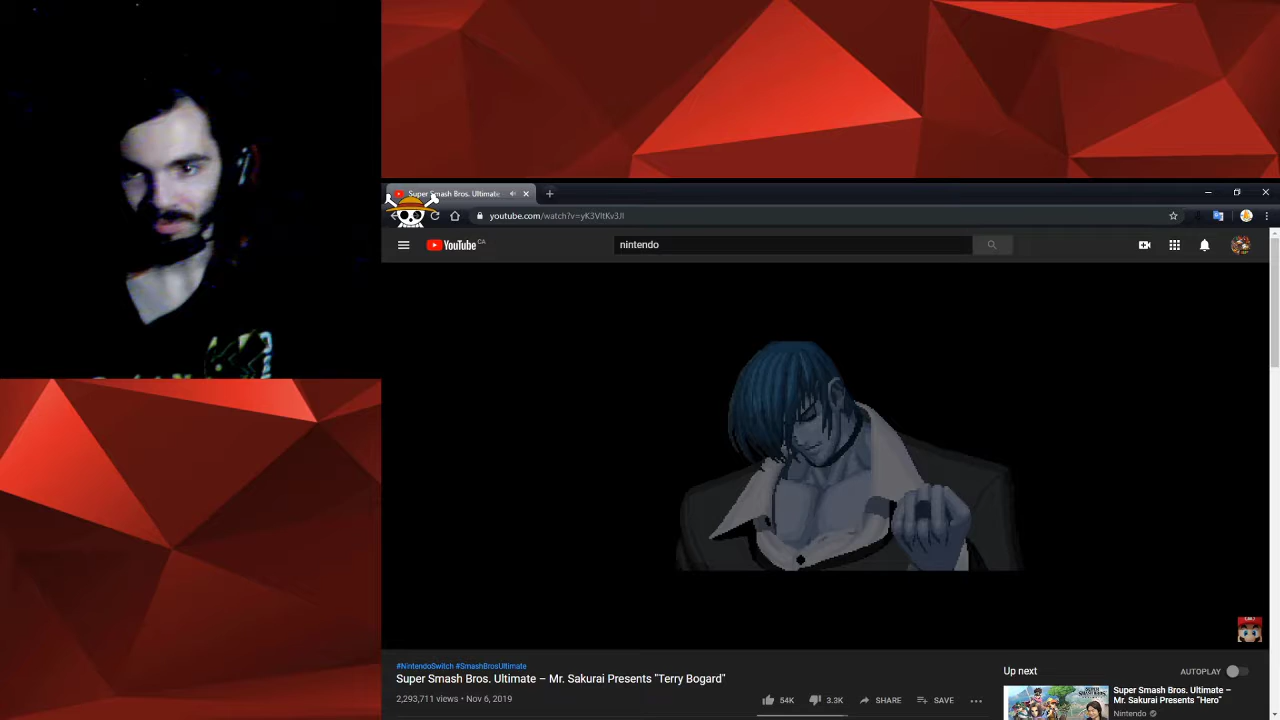 Super Smash Bros. Ultimate
youtube.com/watch?v=yK3VltKv3JI
YouTube CA
nintendo
#NintendoSwitch #SmashBrosUltimate
Super Smash Bros. Ultimate – Mr. Sakurai Presents "Terry Bogard"
2,293,711 views • Nov 6, 2019
54K
3.3K
SHARE
SAVE
Up next
AUTOPLAY
Super Smash Bros. Ultimate –
Mr. Sakurai Presents "Hero"
Nintendo